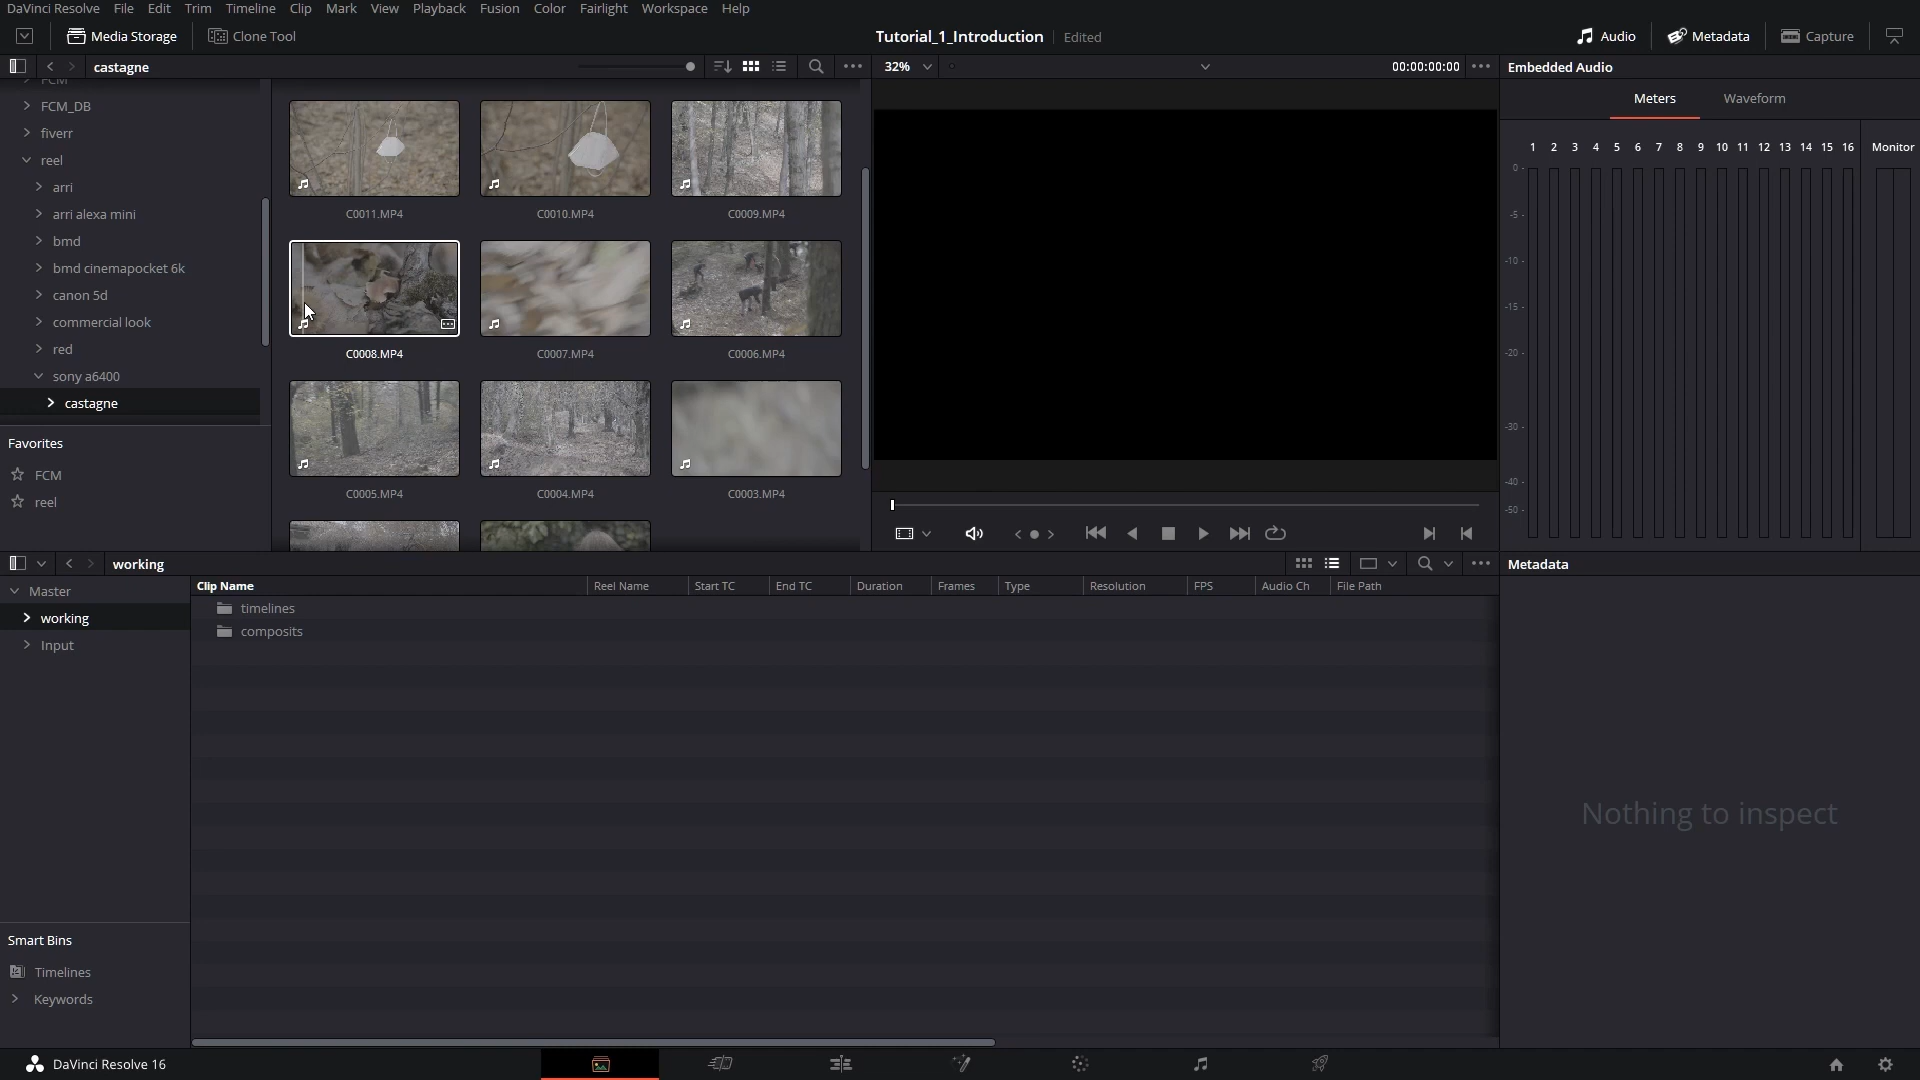 DaVinci Resolve File Edit Trim Timeline Clip Mark View Playback Fusion Color Fairlight Workspace Help
Media Storage Clone Tool Tutorial_1_Introduction Edited Audio Metadata Capture
castagne 32% 00:00:00:00 Embedded Audio
FCM
FCM_DB
fiverr
reel
arri
arri alexa mini
bmd
bmd cinemapocket 6k
canon 5d
commercial look
red
sony a6400
castagne
Favorites
FCM
reel
C0011.MP4 C0010.MP4 C0009.MP4
C0008.MP4 C0007.MP4 C0006.MP4
C0005.MP4 C0004.MP4 C0003.MP4
Meters Waveform
1 2 3 4 5 6 7 8 9 10 11 12 13 14 15 16 Monitor
0 -
-5 -
-10 -
-15 -
-20 -
-30 -
-40 -
-50 -
working Metadata
Master
working
Input
Clip Name Reel Name Start TC End TC Duration Frames Type Resolution FPS Audio Ch File Path
timelines
composits
Nothing to inspect
Smart Bins
Timelines
Keywords
DaVinci Resolve 16